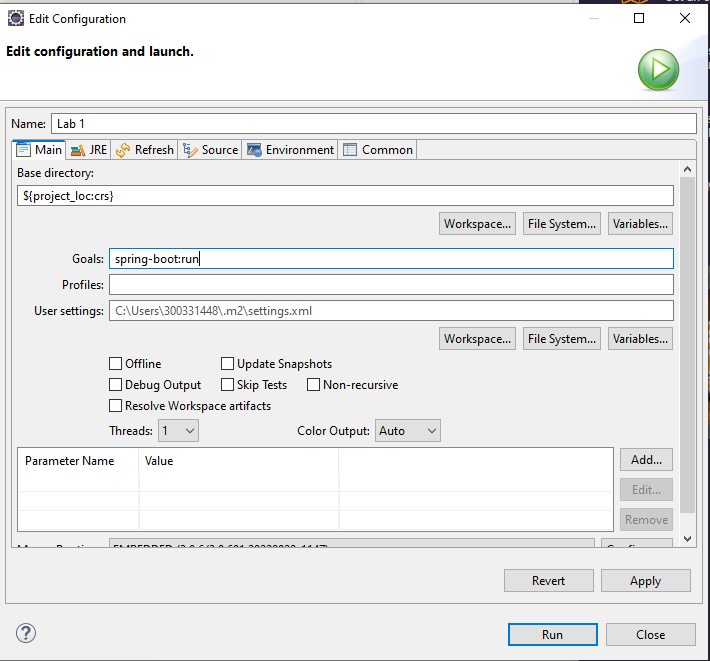 Edit Configuration
Edit configuration and launch.
Name: Lab 1
Main JRE Refresh Source Environment Common
Base directory:
${project_loc:crs}
Workspace... File System... Variables...
Goals: spring-boot:run
Profiles:
User settings: C:\Users\300331448\.m2\settings.xml
Workspace... File System... Variables...
Offline Update Snapshots
Debug Output Skip Tests Non-recursive
Resolve Workspace artifacts
Threads: 1 Color Output: Auto
Parameter Name Value
Add...
Edit...
Remove
Revert Apply
Run Close